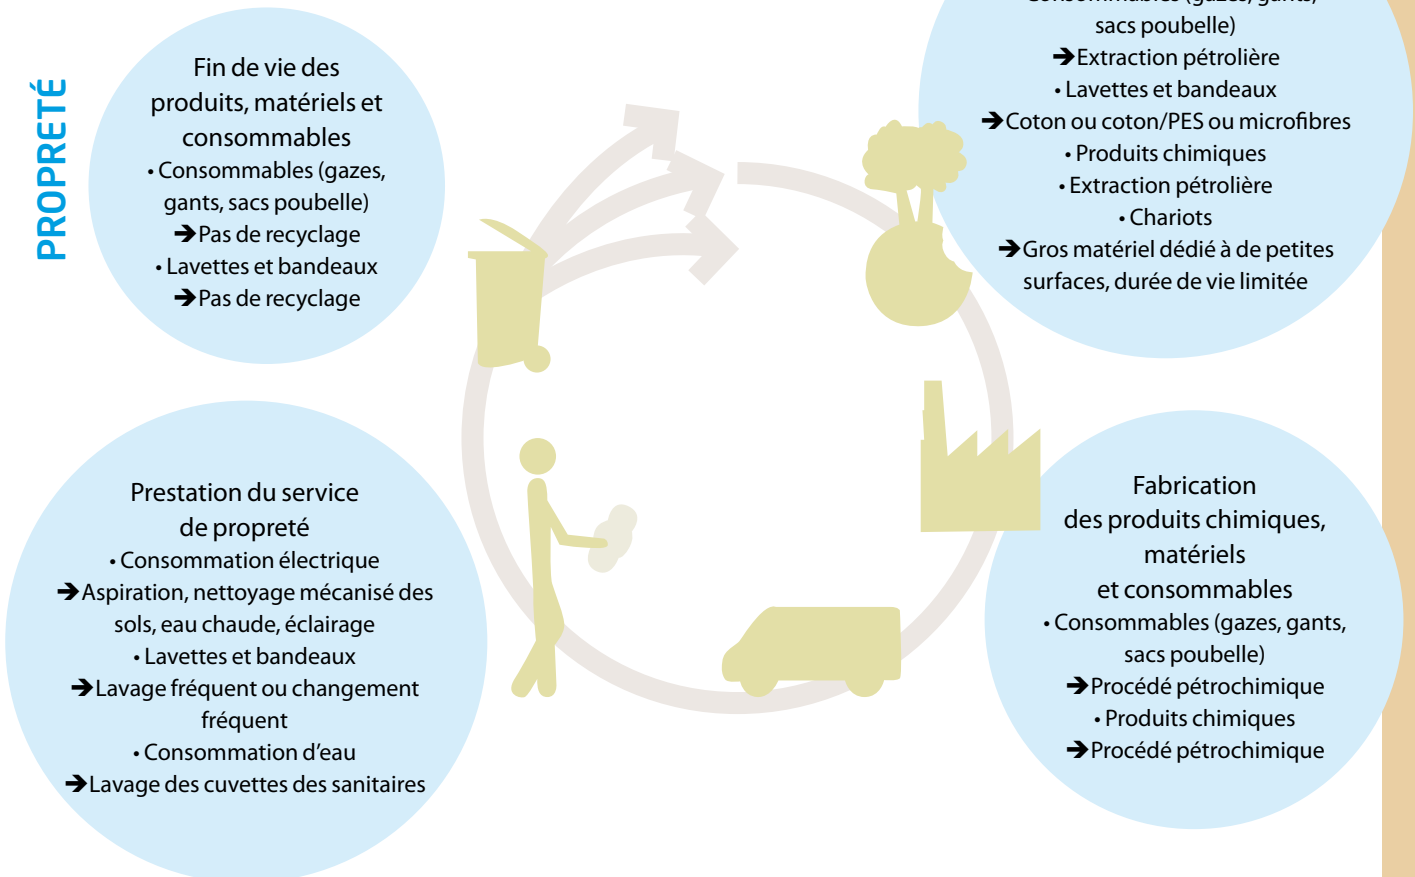 PROPRETÉ
Fin de vie des
produits, matériels et
consommables
• Consommables (gazes,
gants, sacs poubelle)
➔Pas de recyclage
• Lavettes et bandeaux
➔Pas de recyclage
Consommables (gazes, gants,
sacs poubelle)
➔Extraction pétrolière
• Lavettes et bandeaux
➔Coton ou coton/PES ou microfibres
• Produits chimiques
• Extraction pétrolière
• Chariots
➔Gros matériel dédié à de petites
surfaces, durée de vie limitée
Prestation du service
de propreté
• Consommation électrique
➔Aspiration, nettoyage mécanisé des
sols, eau chaude, éclairage
• Lavettes et bandeaux
➔Lavage fréquent ou changement
fréquent
• Consommation d'eau
➔Lavage des cuvettes des sanitaires
Fabrication
des produits chimiques,
matériels
et consommables
• Consommables (gazes, gants,
sacs poubelle)
➔Procédé pétrochimique
• Produits chimiques
➔Procédé pétrochimique